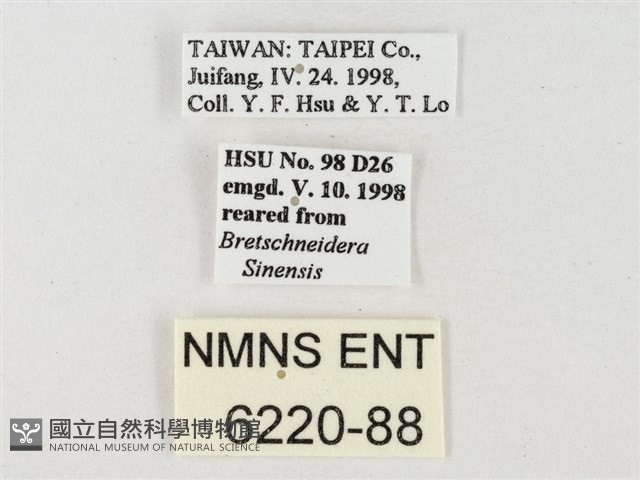 TAIWAN: TAIPEI Co.,
Juifang, IV. 24. 1998,
Coll. Y. F. Hsu & Y. T. Lo
HSU No. 98 D26
emgd. V. 10. 1998
reared from
Bretschneidera
Sinensis
NMNS ENT
6220-88
國立自然科學博物館
NATIONAL MUSEUM OF NATURAL SCIENCE